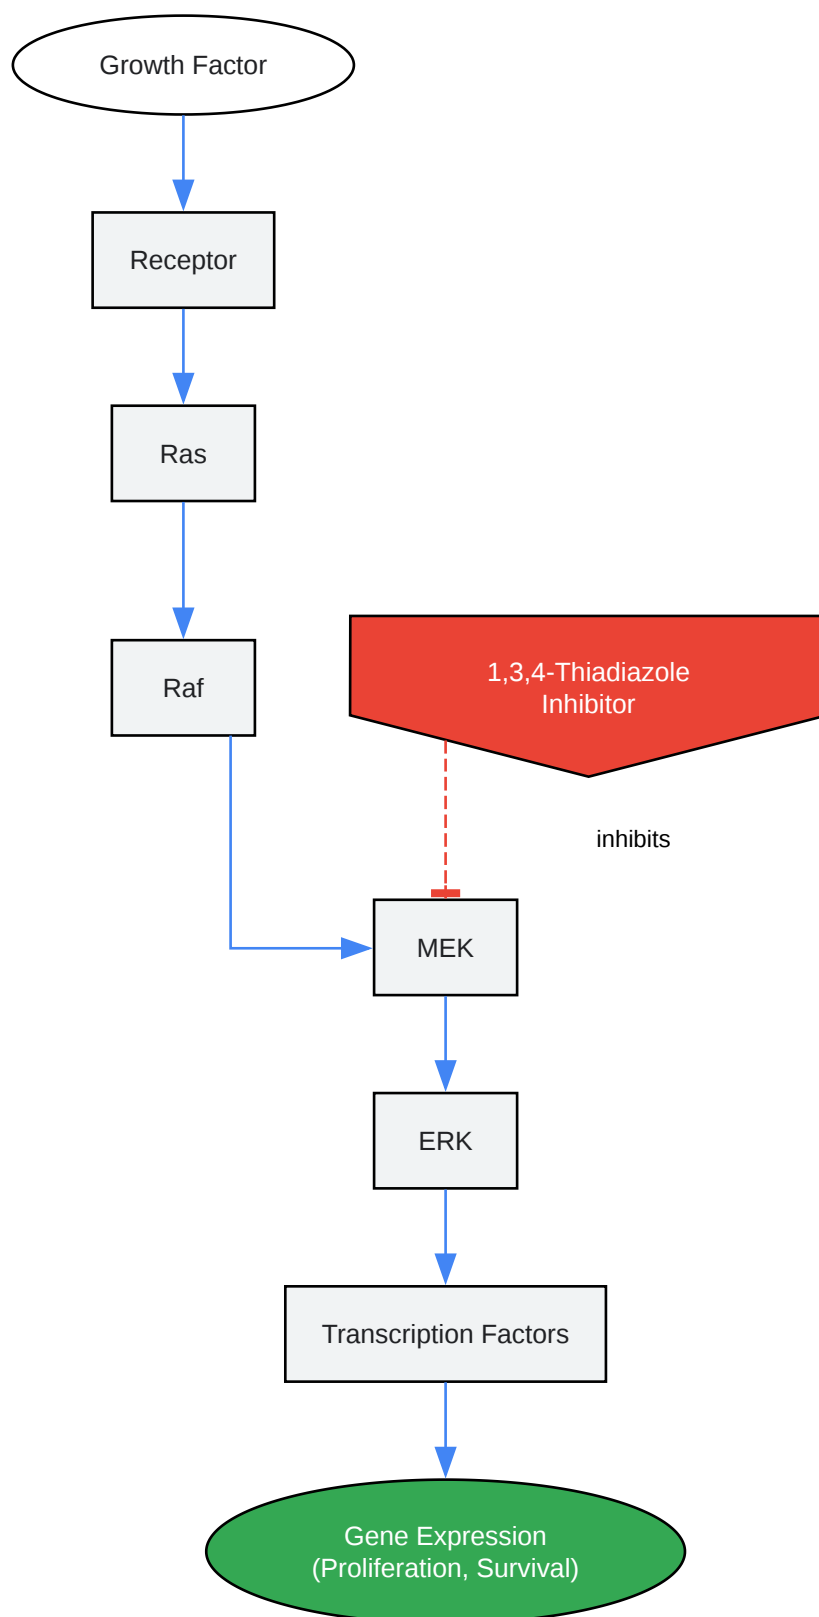 Growth Factor
Receptor
Ras
Raf
1,3,4-Thiadiazole
Inhibitor
inhibits
MEK
ERK
Transcription Factors
Gene Expression
(Proliferation, Survival)